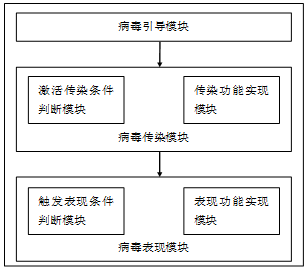 病毒引导模块
激活传染条件
判断模块
传染功能实现
模块
病毒传染模块
触发表现条件
判断模块
表现功能实现
模块
病毒表现模块